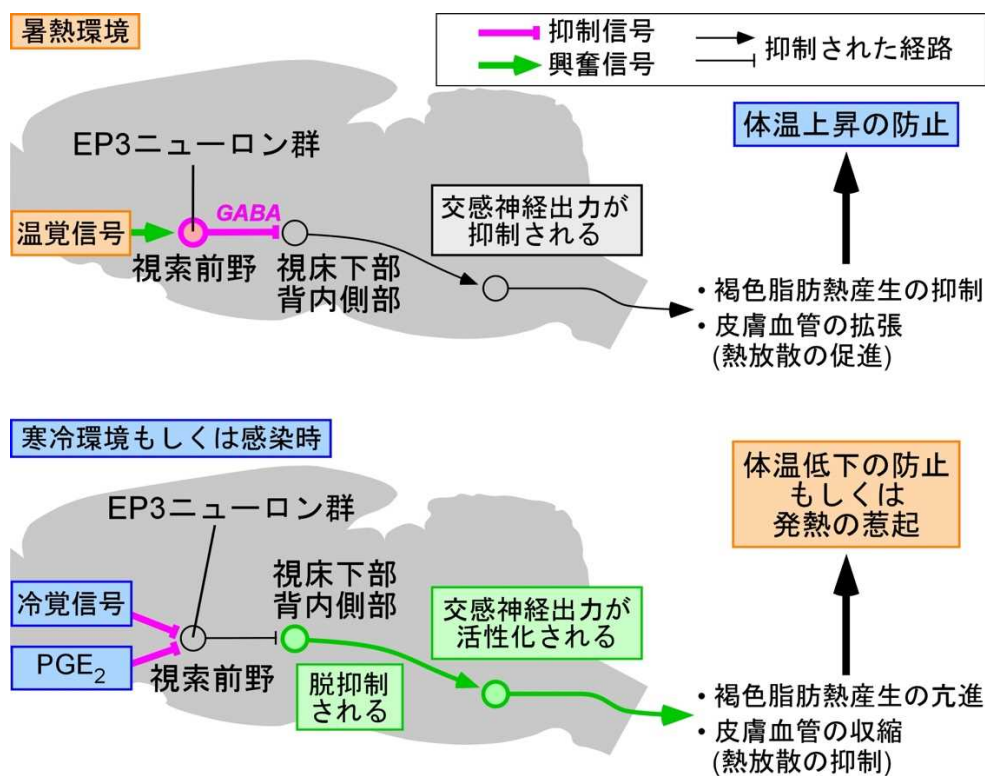 暑熱環境
抑制信号
興奮信号
抑制された経路
EP3ニューロン群
温覚信号
GABA
視索前野
視床下部
背内側部
交感神経出力が
抑制される
体温上昇の防止
・褐色脂肪熱産生の抑制
・皮膚血管の拡張
(熱放散の促進)
寒冷環境もしくは感染時
EP3ニューロン群
冷覚信号
PGE₂
視索前野
視床下部
背内側部
脱抑制
される
交感神経出力が
活性化される
体温低下の防止
もしくは
発熱の惹起
・褐色脂肪熱産生の亢進
・皮膚血管の収縮
(熱放散の抑制)